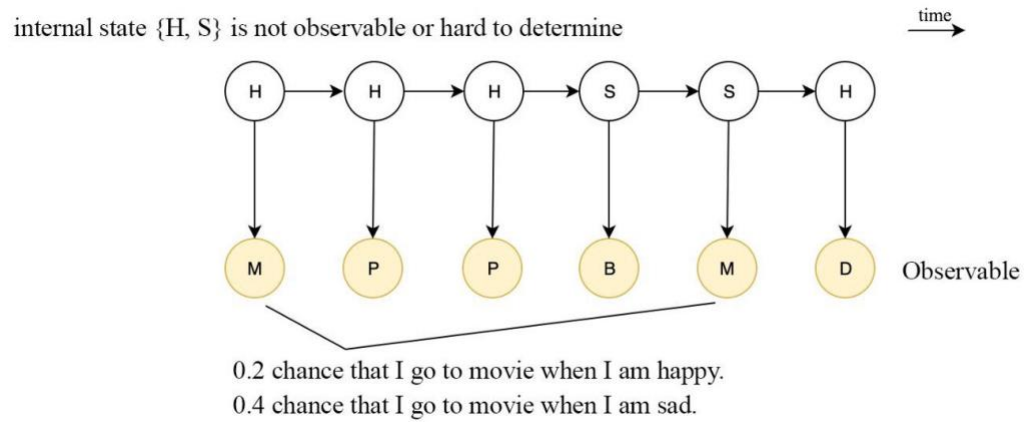 internal state {H, S} is not observable or hard to determine
time
H H H S S H
M P P B M D Observable
0.2 chance that I go to movie when I am happy.
0.4 chance that I go to movie when I am sad.